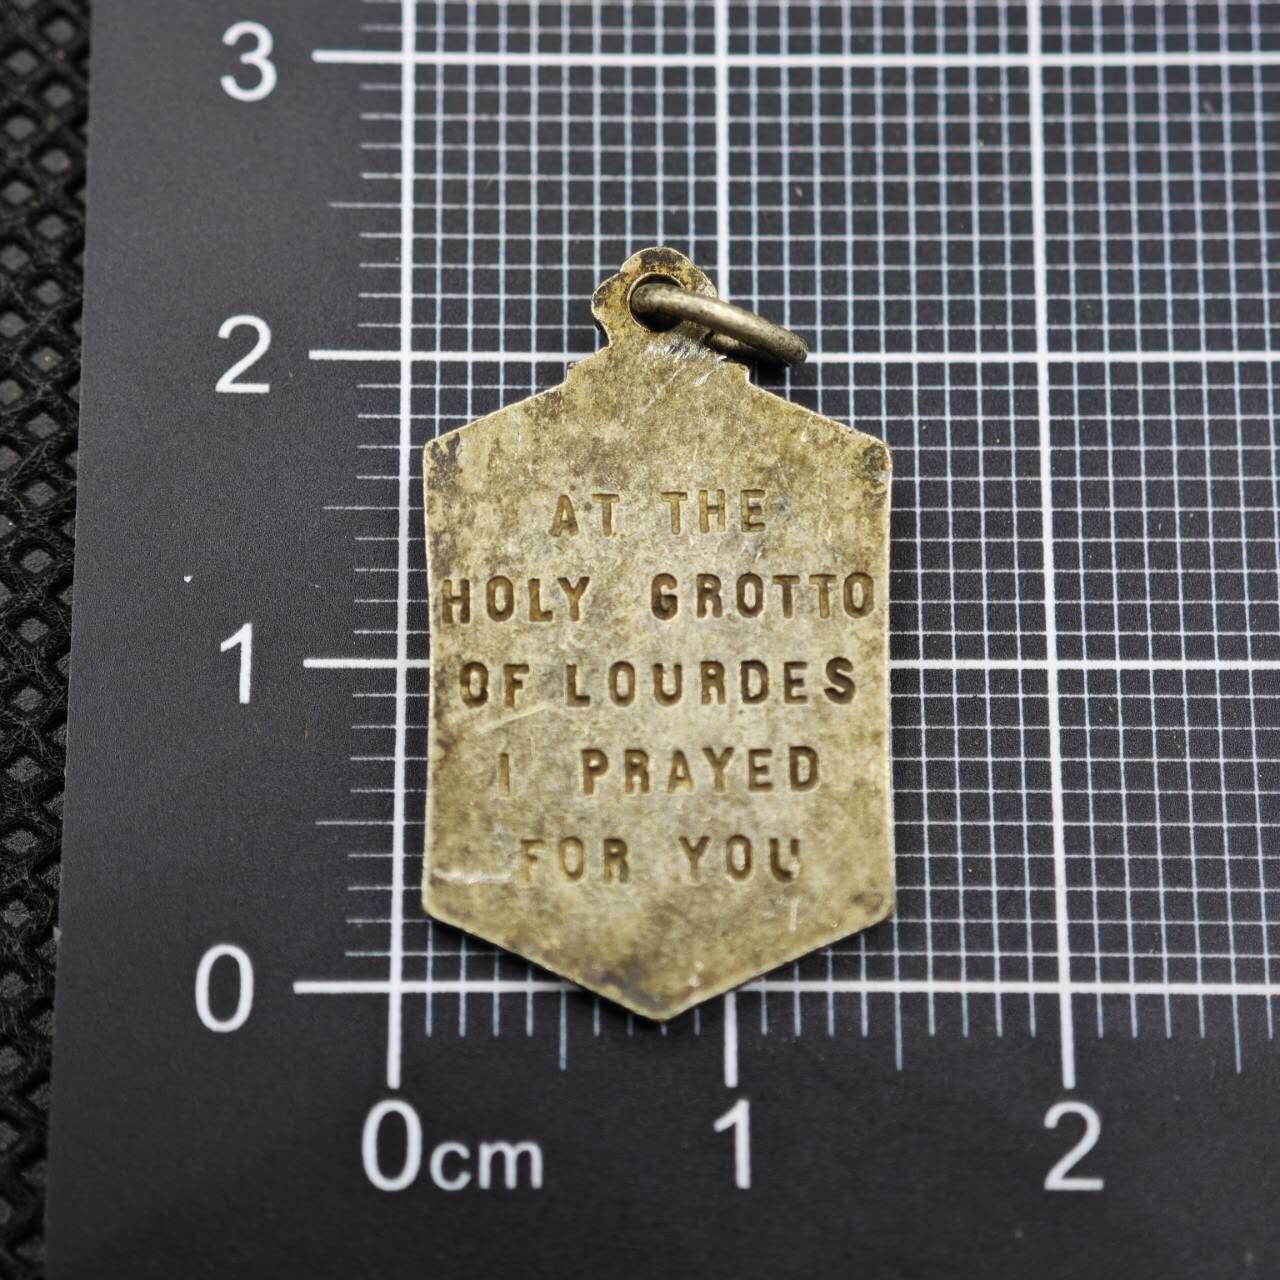 3
2
AT THE
HOLY GROTTO
1
OF LOURDES
I PRAYED
FOR YOU
0
0cm 1 2